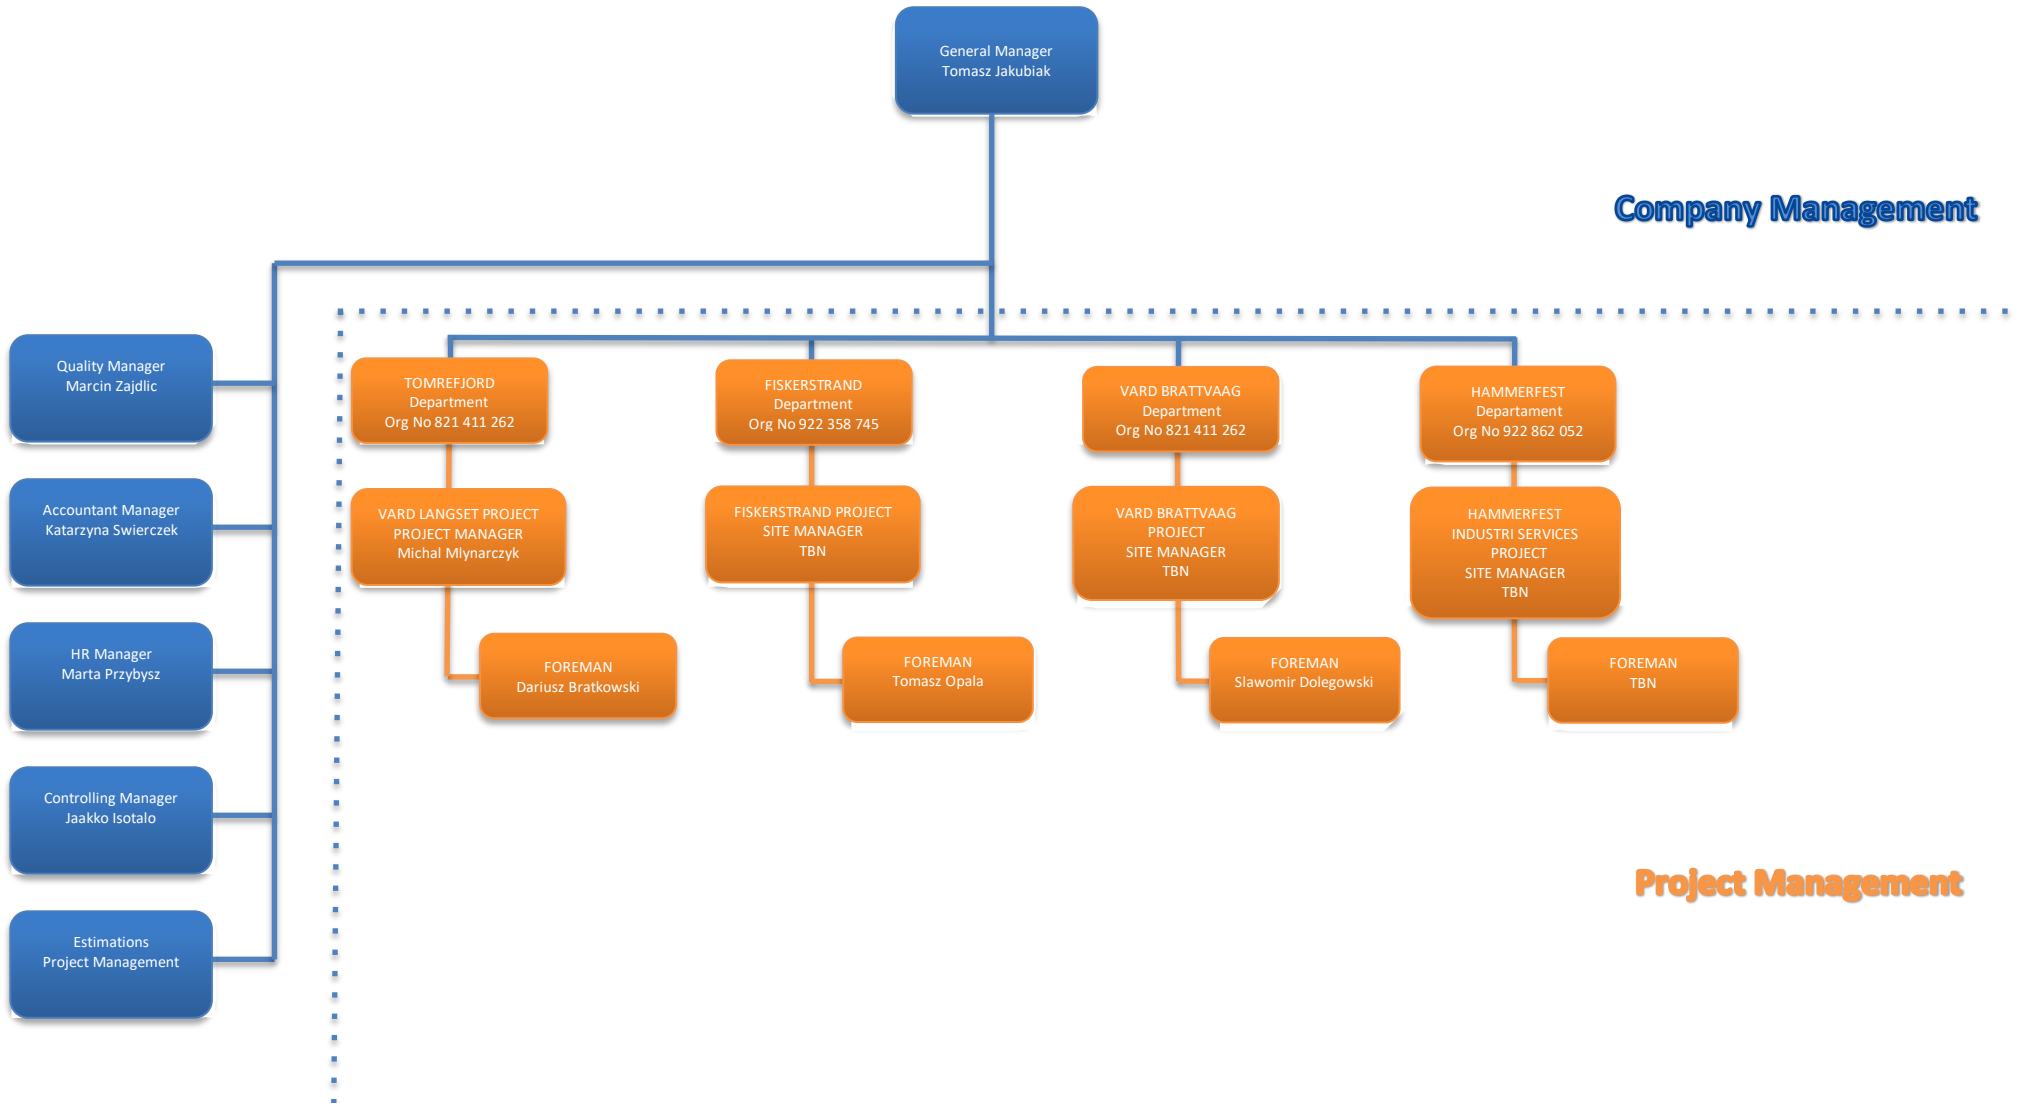 General Manager
Tomasz Jakubiak
Company Management
Quality Manager
Marcin Zajdlic
Accountant Manager
Katarzyna Swierczek
HR Manager
Marta Przybysz
Controlling Manager
Jaakko Isotalo
Estimations
Project Management
TOMREFJORD
Department
Org No 821 411 262
FISKERSTRAND
Department
Org No 922 358 745
VARD BRATTVAAG
Department
Org No 821 411 262
HAMMERFEST
Departament
Org No 922 862 052
VARD LANGSET PROJECT
PROJECT MANAGER
Michal Mlynarczyk
FISKERSTRAND PROJECT
SITE MANAGER
TBN
VARD BRATTVAAG
PROJECT
SITE MANAGER
TBN
HAMMERFEST
INDUSTRI SERVICES
PROJECT
SITE MANAGER
TBN
FOREMAN
Dariusz Bratkowski
FOREMAN
Tomasz Opala
FOREMAN
Slawomir Dolegowski
FOREMAN
TBN
Project Management